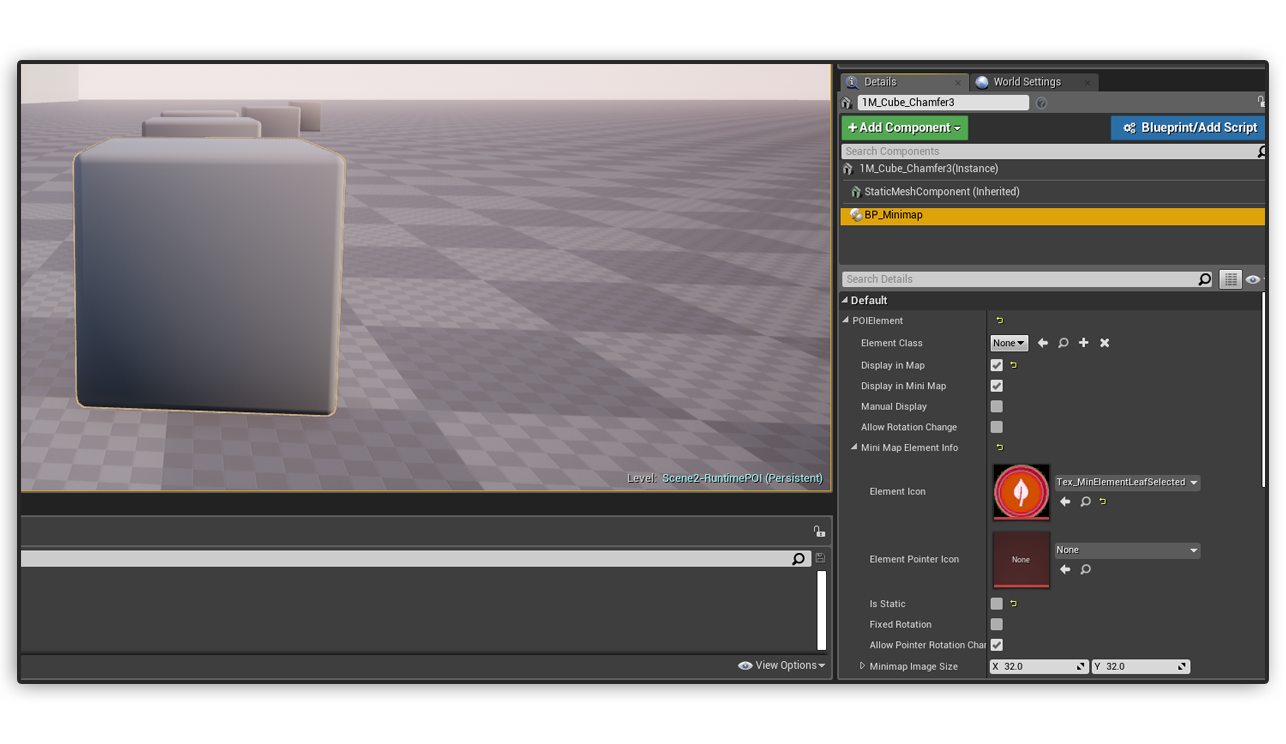 Details
World Settings
1M_Cube_Chamfer3
+ Add Component
Blueprint/Add Script
Search Components
1M_Cube_Chamfer3(Instance)
StaticMeshComponent (Inherited)
BP_Minimap
Search Details
Default
POIElement
Element Class
None
Display in Map
Display in Mini Map
Manual Display
Allow Rotation Change
Mini Map Element Info
Element Icon
Tex_MinElementLeafSelected
Element Pointer Icon
None
None
Is Static
Fixed Rotation
Allow Pointer Rotation Char
Minimap Image Size
X 32.0
Y 32.0
Level: Scene2-RuntimePOI (Persistent)
View Options